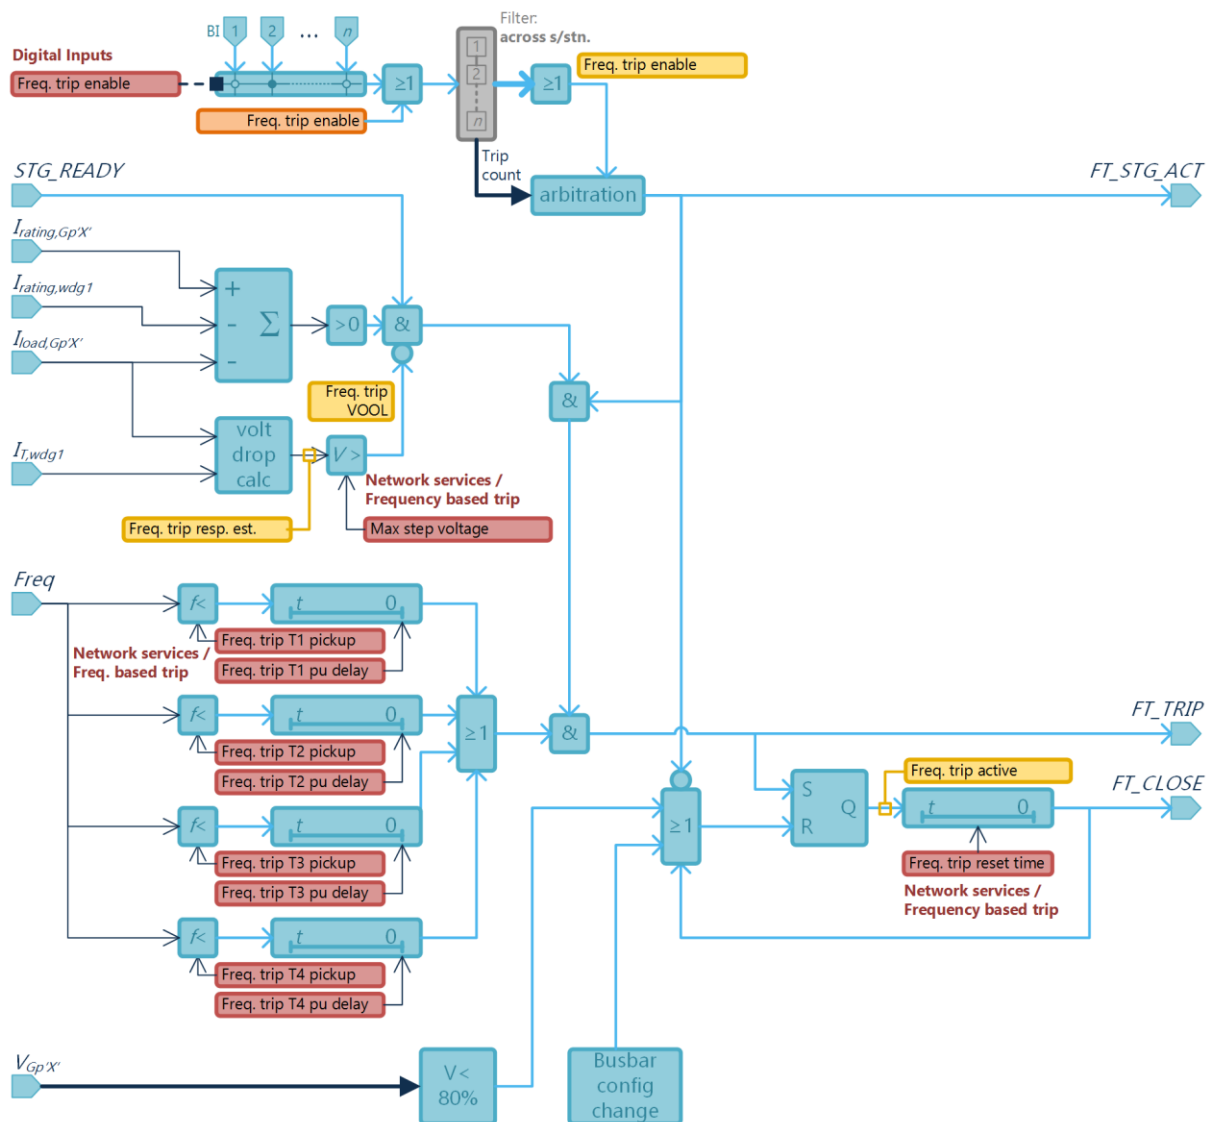 Filter:
across s/stn.
BI
1
2
...
n
Digital Inputs
Freq. trip enable
≥1
1
2
n
≥1
Freq. trip enable
Freq. trip enable
Trip
count
STG_READY
arbitration
FT_STG_ACT
Irating,Gp'X'
Irating,wdg1
Iload,Gp'X'
+
-
-
Σ
>0
&
Freq. trip
VOOL
&
volt
drop
calc
V >
IT,wdg1
Network services /
Frequency based trip
Freq. trip resp. est.
Max step voltage
Freq
f<
t 0
Freq. trip T1 pickup
Network services /
Freq. based trip
Freq. trip T1 pu delay
f<
t 0
≥1
&
FT_TRIP
Freq. trip T2 pickup
Freq. trip T2 pu delay
Freq. trip active
FT_CLOSE
S
R
Q
t 0
f<
t 0
≥1
Freq. trip T3 pickup
Freq. trip reset time
Freq. trip T3 pu delay
Network services /
Frequency based trip
f<
t 0
Freq. trip T4 pickup
Freq. trip T4 pu delay
VGp'X'
V<
80%
Busbar
config
change